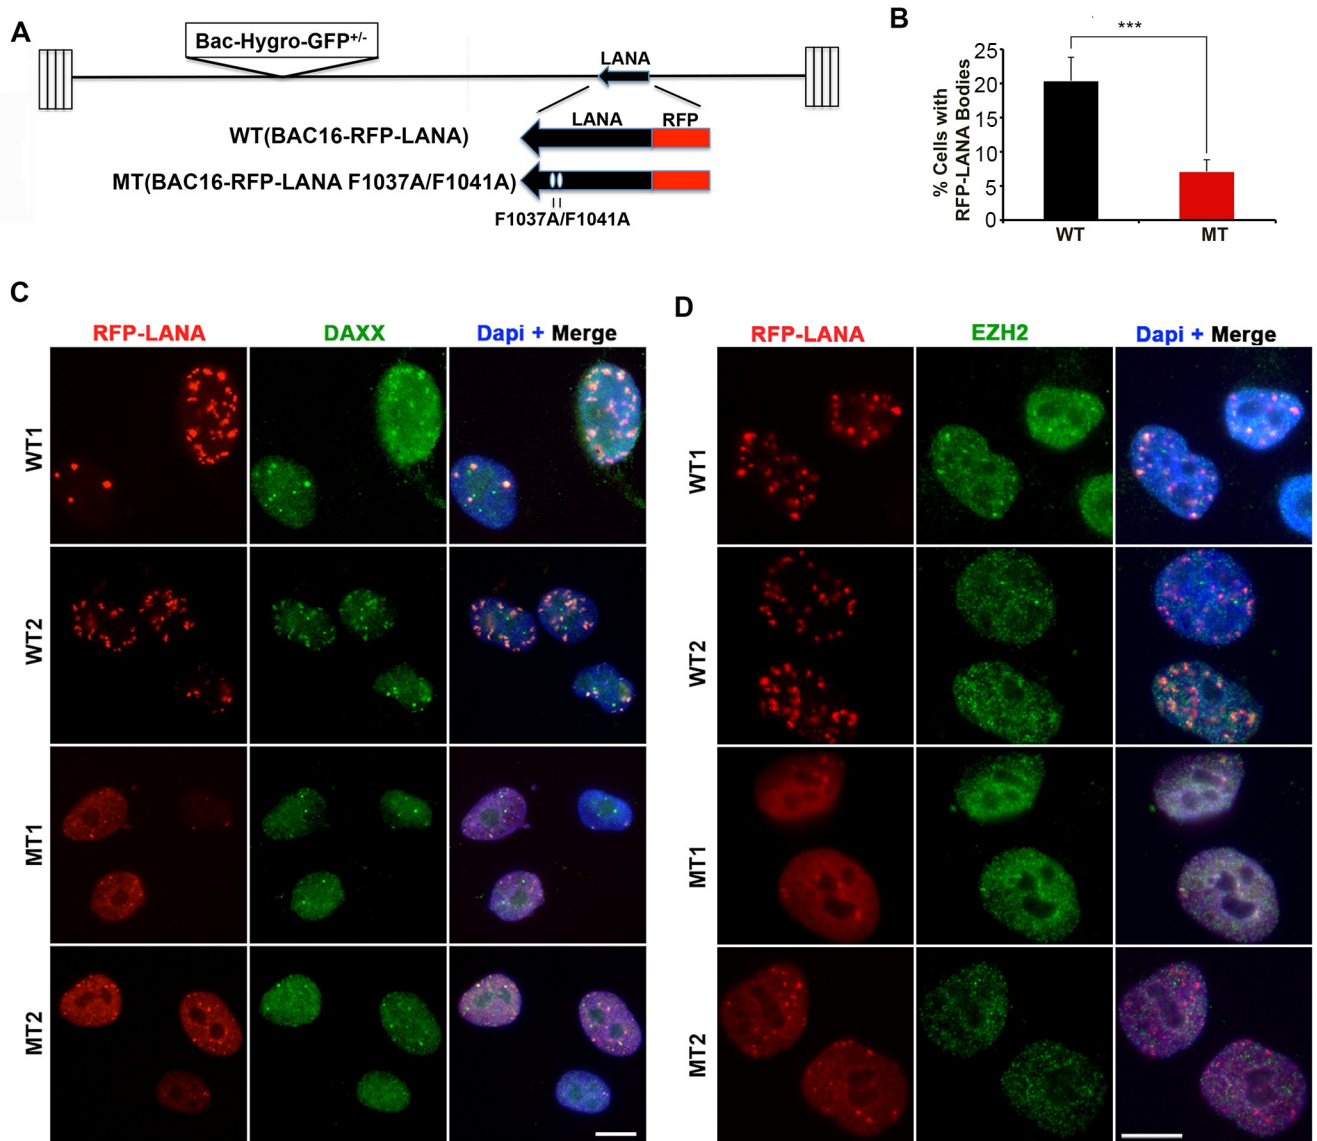 A
Bac-Hygro-GFP+/-
LANA
LANA RFP
WT(BAC16-RFP-LANA)
MT(BAC16-RFP-LANA F1037A/F1041A)
F1037A/F1041A
B
***
% Cells with
RFP-LANA Bodies
25
20
15
10
5
0
WT MT
C
RFP-LANA DAXX Dapi + Merge
WT1
WT2
MT1
MT2
D
RFP-LANA EZH2 Dapi + Merge
WT1
WT2
MT1
MT2